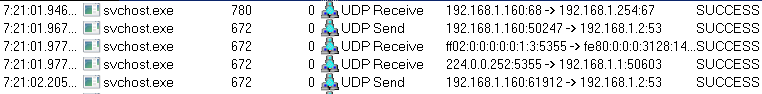 7:21:01.946... svchost.exe 780 0 UDP Receive 192.168.1.160:68 -> 192.168.1.254:67 SUCCESS
7:21:01.967... svchost.exe 672 0 UDP Send 192.168.1.160:50247 -> 192.168.1.2:53 SUCCESS
7:21:01.977... svchost.exe 672 0 UDP Receive ff02:0:0:0:0:0:1:3:5355 -> fe80:0:0:0:3128:14... SUCCESS
7:21:01.977... svchost.exe 672 0 UDP Receive 224.0.0.252:5355 -> 192.168.1.1:50603 SUCCESS
7:21:02.205... svchost.exe 672 0 UDP Send 192.168.1.160:61912 -> 192.168.1.2:53 SUCCESS